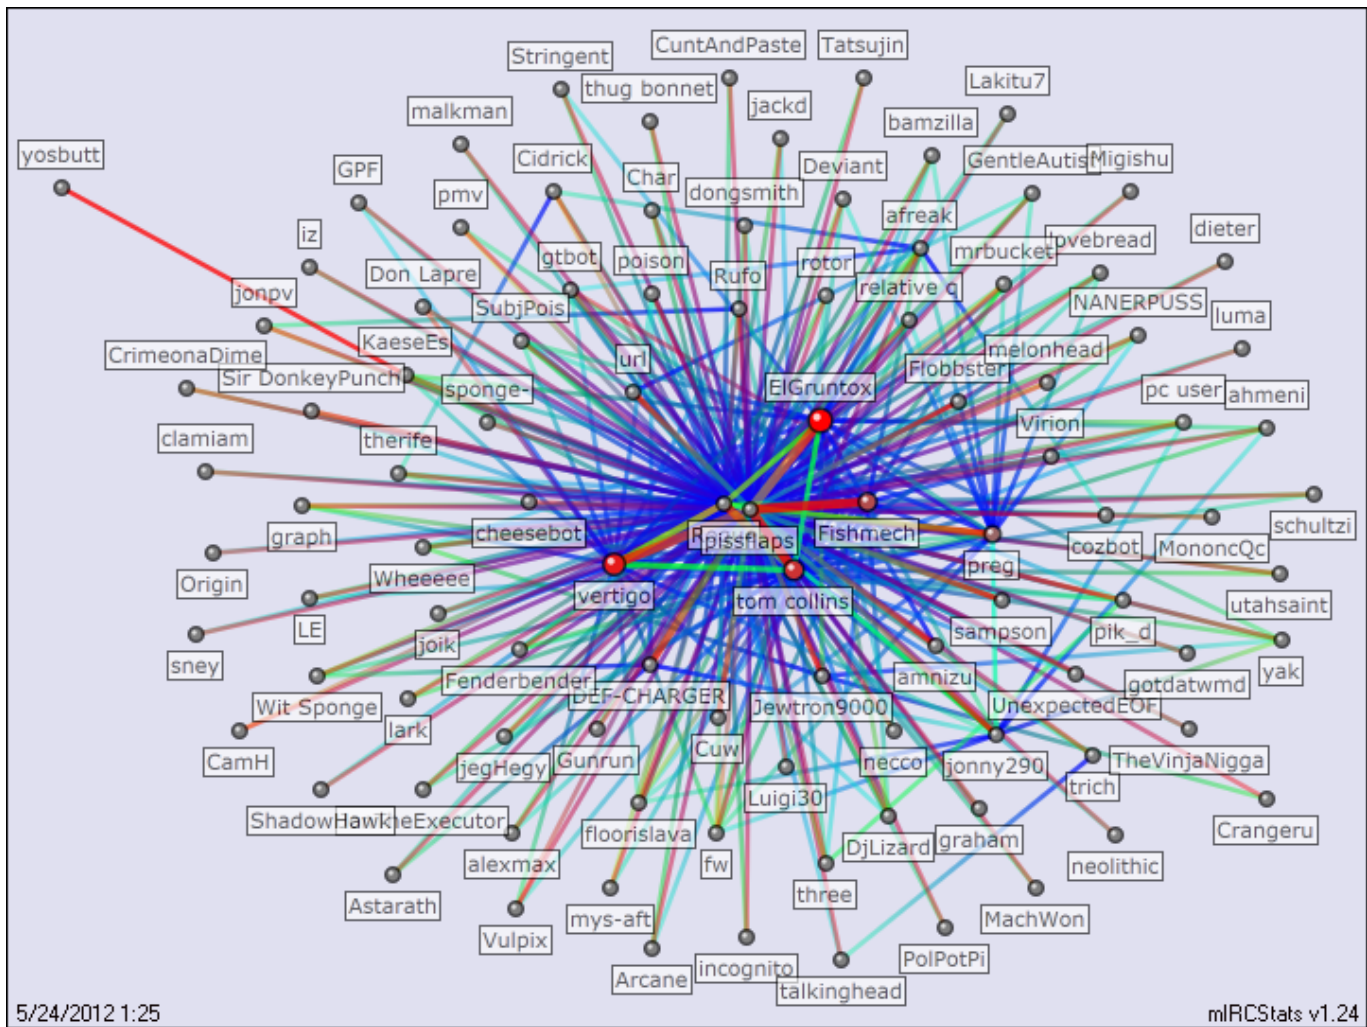 CuntAndPaste
Tatsujin
Stringent
thug bonnet
Lakitu7
jackd
malkman
bamzilla
yosbutt
Cidrick
GentleAutist
Migishu
GPF
Deviant
Char
pmv
dongsmith
afreak
iz
lovebread
dieter
mrbucket
gtbot
poison
rotor
Don Lapre
Rufo
relative q
jonpv
NANERPUSS
SubjPois
luma
KaeseEs
CrimeonaDime
url
melonhead
Flobbster
Sir DonkeyPunch
sponge-
ElGruntox
pc user
ahmeni
Virion
clamiam
therife
graph
cheesebot
pissflaps
Fishmech
schultzi
cozbot
MononcQc
preg
Origin
Wheeeee
vertigo
tom collins
utahsaint
LE
sampson
pik_d
joik
sney
yak
amnizu
Fenderbender
gotdatwmd
DEF-CHARGER
Wit Sponge
Jewtron9000
UnexpectedEOF
lark
Cuw
CamH
Gunrun
jegHegy
necco
jonny290
TheVinjaNigga
trich
Luigi30
ShadowHawk
TheExecutor
floorislava
Crangeru
graham
DjLizard
alexmax
fw
neolithic
three
Astarath
mys-aft
MachWon
Vulpix
PolPotPi
incognito
Arcane
talkinghead
5/24/2012 1:25
mIRCStats v1.24